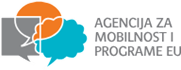 AGENCIJA ZA
MOBILNOST I
PROGRAME EU